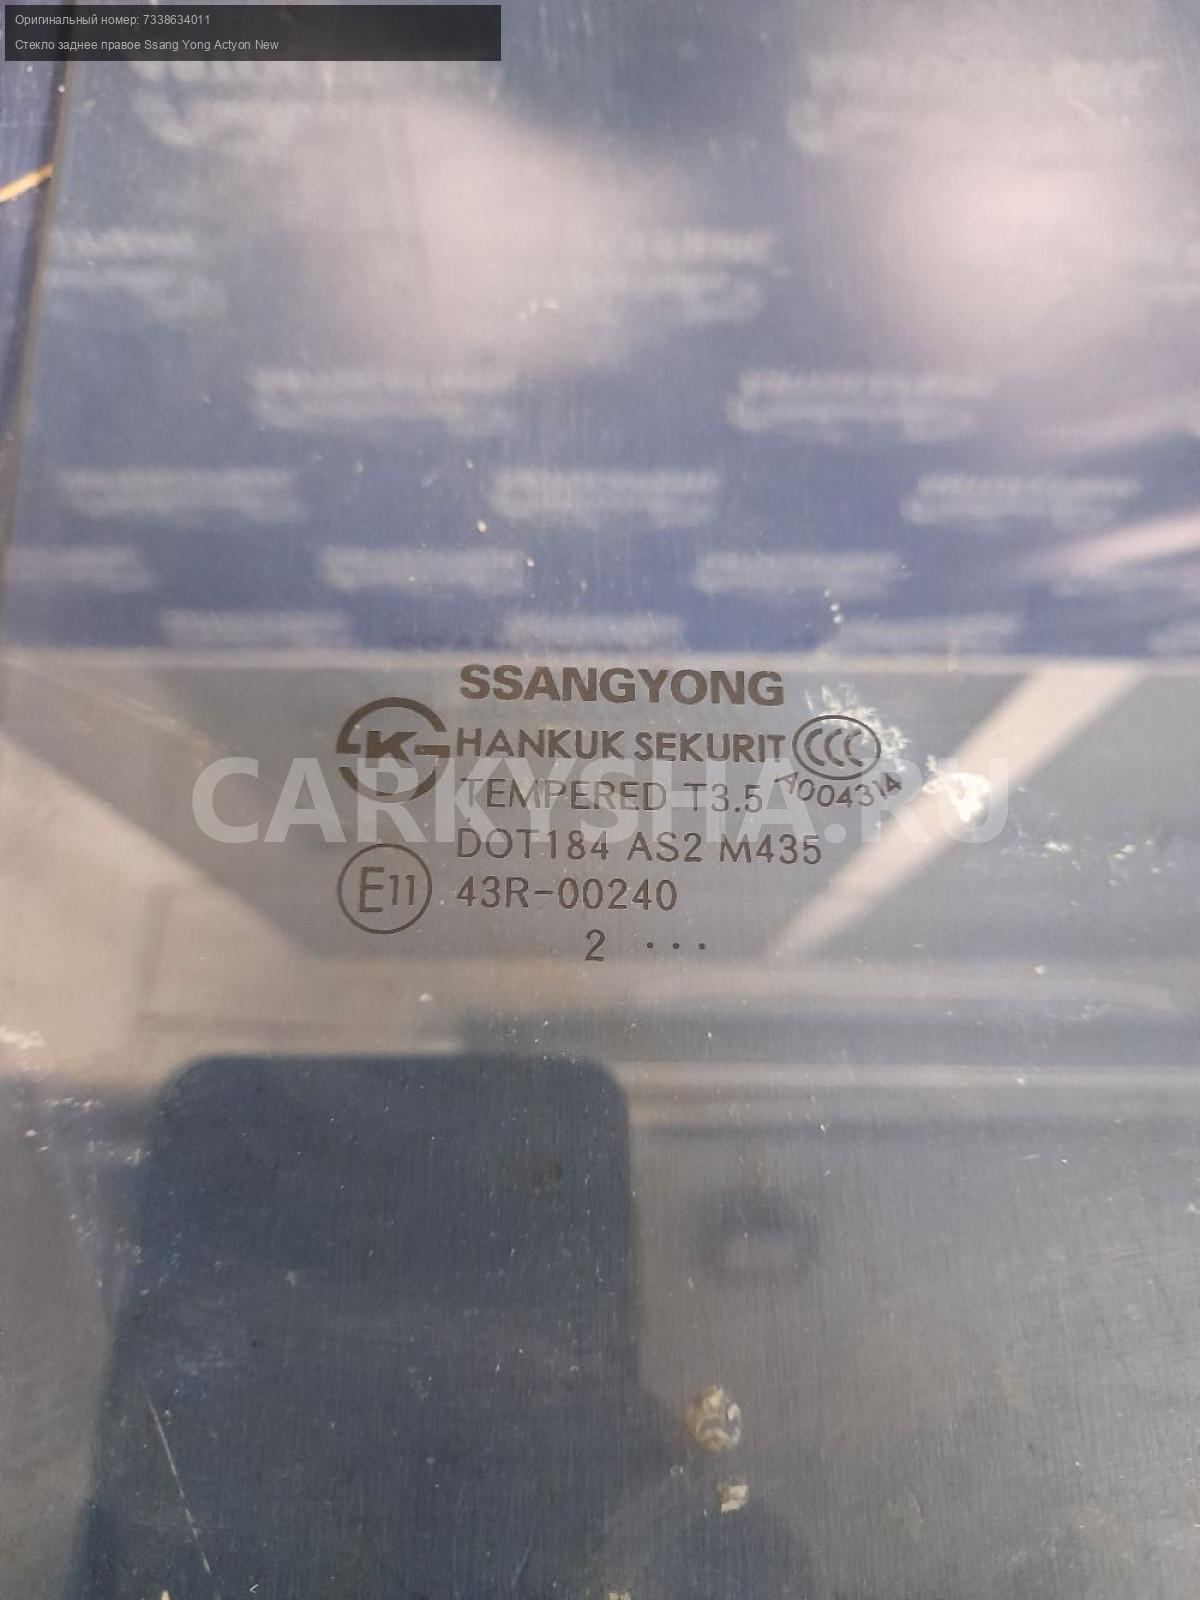 Оригинальный номер: 7338634011
Стекло заднее правое Ssang Yong Actyon New
SSANGYONG
K HANKUK SEKURIT CCC
TEMPERED T3.5 A004314
DOT184 AS2 M435
E11 43R-00240
2 ...
CARKYSHA.RU